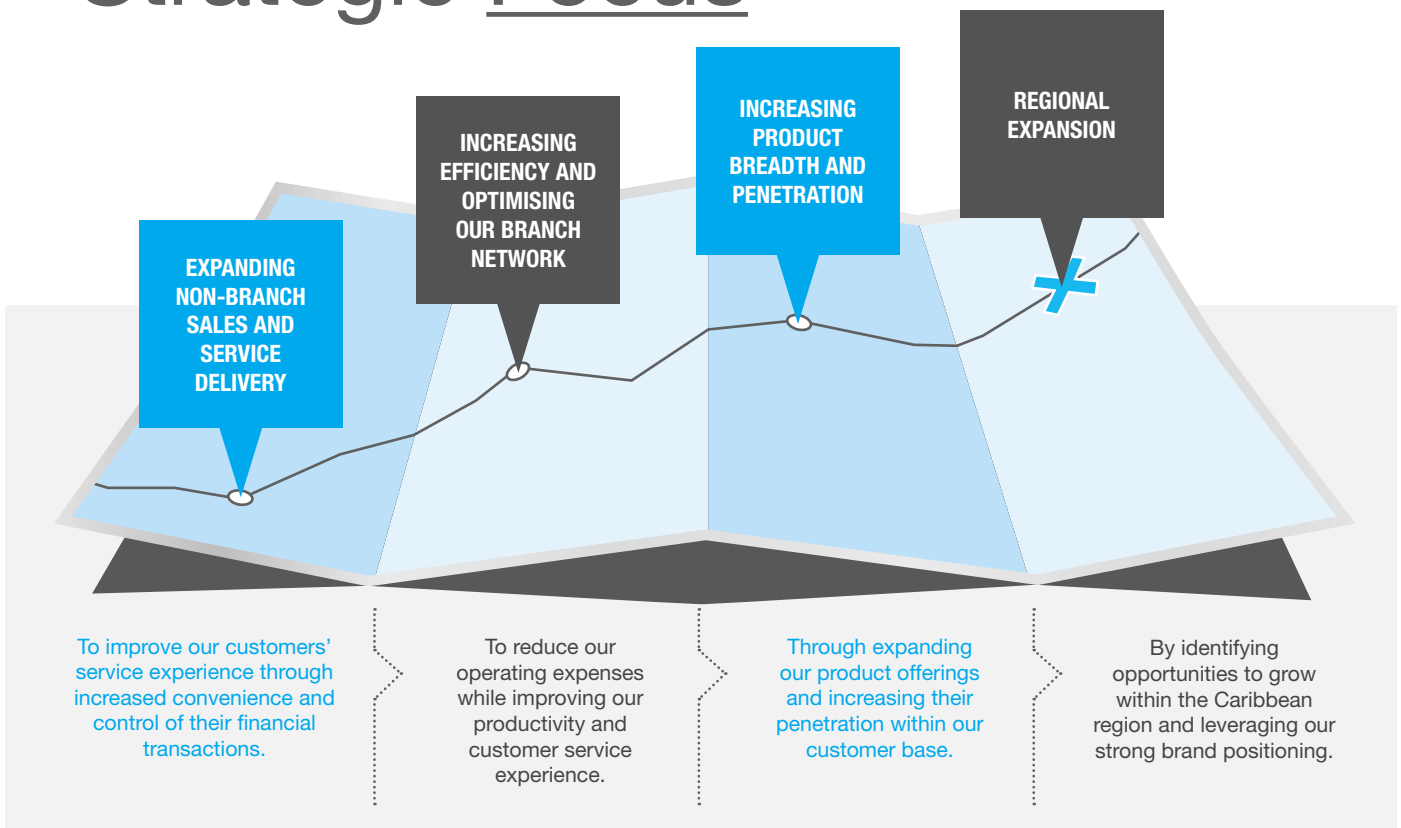 Strategic Focus
EXPANDING
NON-BRANCH
SALES AND
SERVICE
DELIVERY
INCREASING
EFFICIENCY AND
OPTIMISING
OUR BRANCH
NETWORK
INCREASING
PRODUCT
BREADTH AND
PENETRATION
REGIONAL
EXPANSION
To improve our customers’
service experience through
increased convenience and
control of their financial
transactions.
To reduce our
operating expenses
while improving our
productivity and
customer service
experience.
Through expanding
our product offerings
and increasing their
penetration within our
customer base.
By identifying
opportunities to grow
within the Caribbean
region and leveraging our
strong brand positioning.